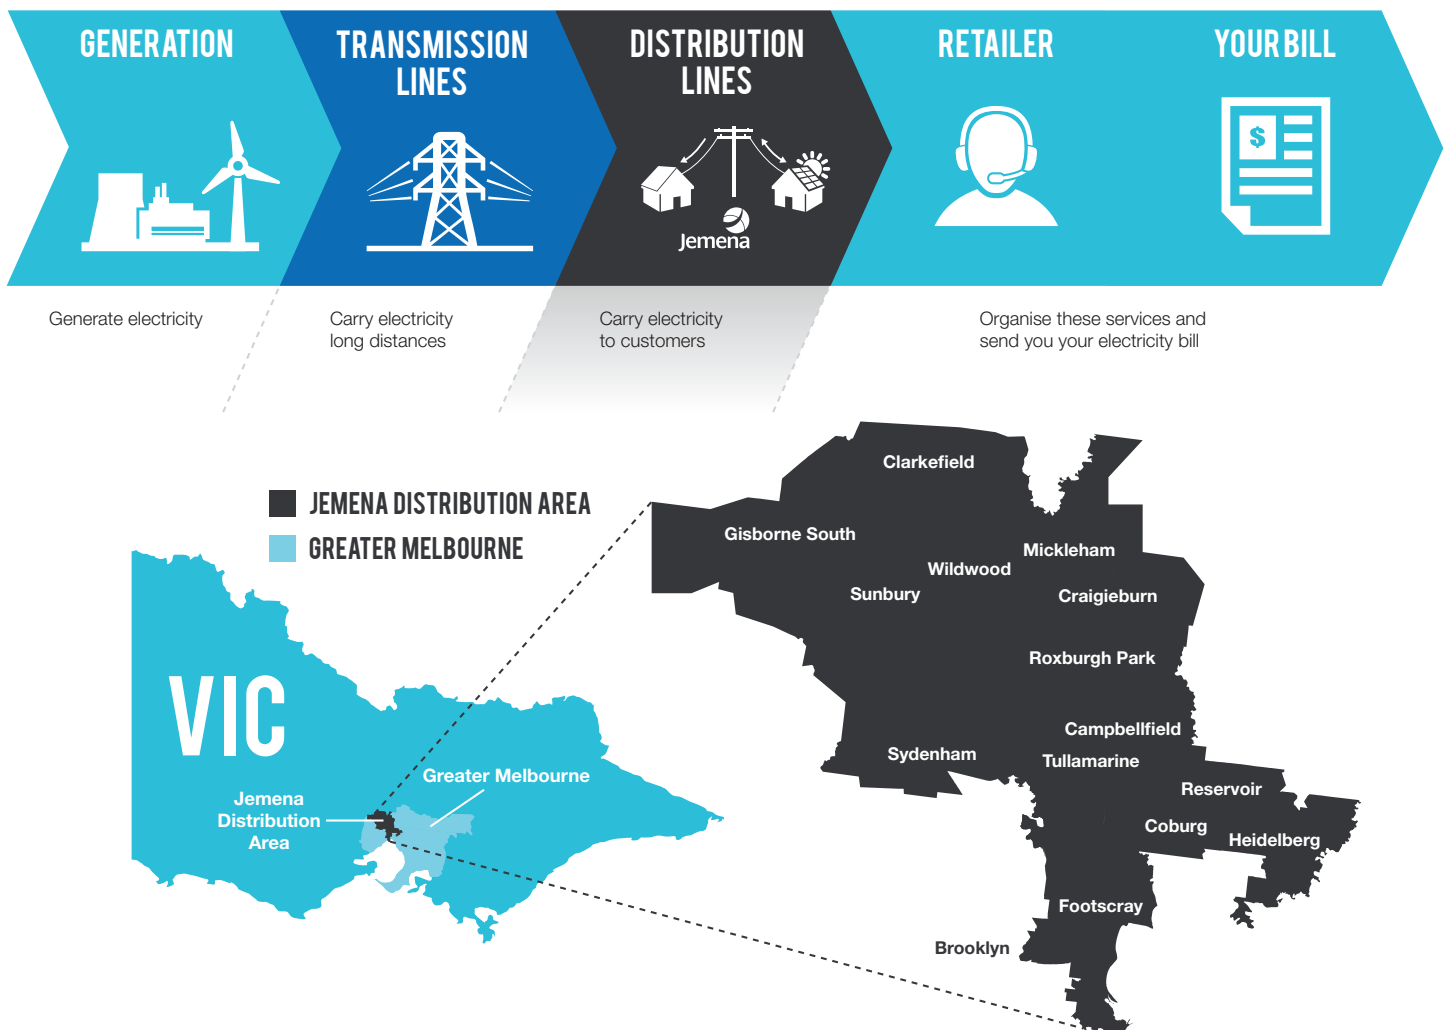 GENERATION
TRANSMISSION
LINES
DISTRIBUTION
LINES
RETAILER
YOUR BILL
$
Jemena
Generate electricity
Carry electricity
long distances
Carry electricity
to customers
Organise these services and
send you your electricity bill
JEMENA DISTRIBUTION AREA
GREATER MELBOURNE
VIC
Greater Melbourne
Jemena
Distribution
Area
Clarkefield
Gisborne South
Mickleham
Wildwood
Sunbury
Craigieburn
Roxburgh Park
Campbellfield
Sydenham
Tullamarine
Reservoir
Coburg
Heidelberg
Footscray
Brooklyn